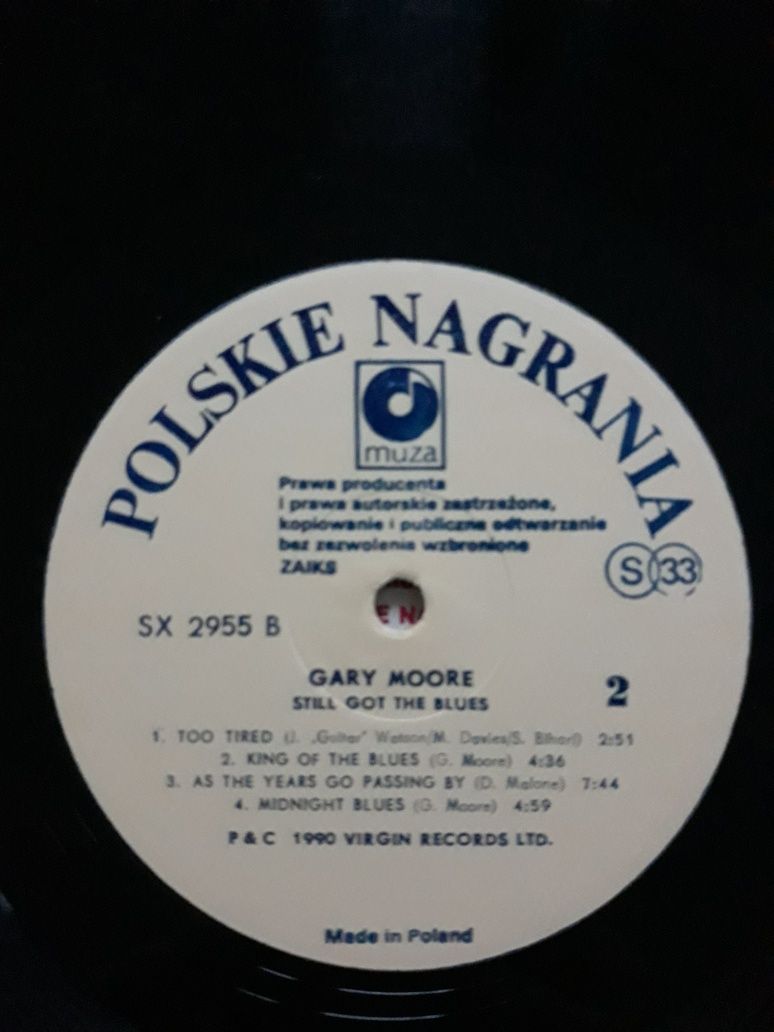 POLSKIE NAGRANIA
muza
Prawa producenta
i prawa autorskie zastrzeżone,
kopiowanie i publiczne odtwarzanie
bez zezwolenia wzbronione
ZAIKS
S 33
E N
SX 2955 B
GARY MOORE
2
STILL GOT THE BLUES
1. TOO TIRED (J. „Guitar" Watson/M. Davies/S. Bihari) 2:51
2. KING OF THE BLUES (G. Moore) 4:36
3. AS THE YEARS GO PASSING BY (D. Malone) 7:44
4. MIDNIGHT BLUES (G. Moore) 4:59
P & C 1990 VIRGIN RECORDS LTD.
Made in Poland